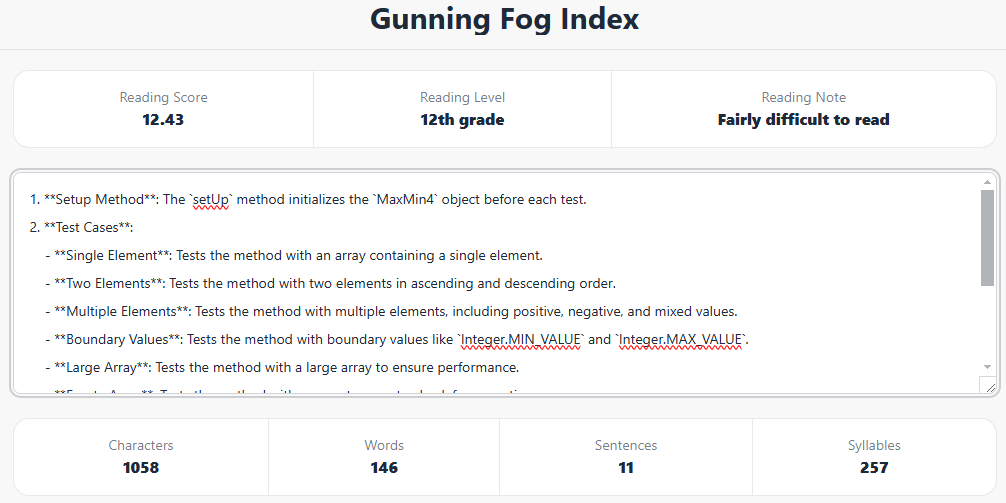 Gunning Fog Index
Reading Score
12.43
Reading Level
12th grade
Reading Note
Fairly difficult to read
1. **Setup Method**: The `setUp` method initializes the `MaxMin4` object before each test.
2. **Test Cases**:
- **Single Element**: Tests the method with an array containing a single element.
- **Two Elements**: Tests the method with two elements in ascending and descending order.
- **Multiple Elements**: Tests the method with multiple elements, including positive, negative, and mixed values.
- **Boundary Values**: Tests the method with boundary values like `Integer.MIN_VALUE` and `Integer.MAX_VALUE`.
- **Large Array**: Tests the method with a large array to ensure performance.
Characters
1058
Words
146
Sentences
11
Syllables
257